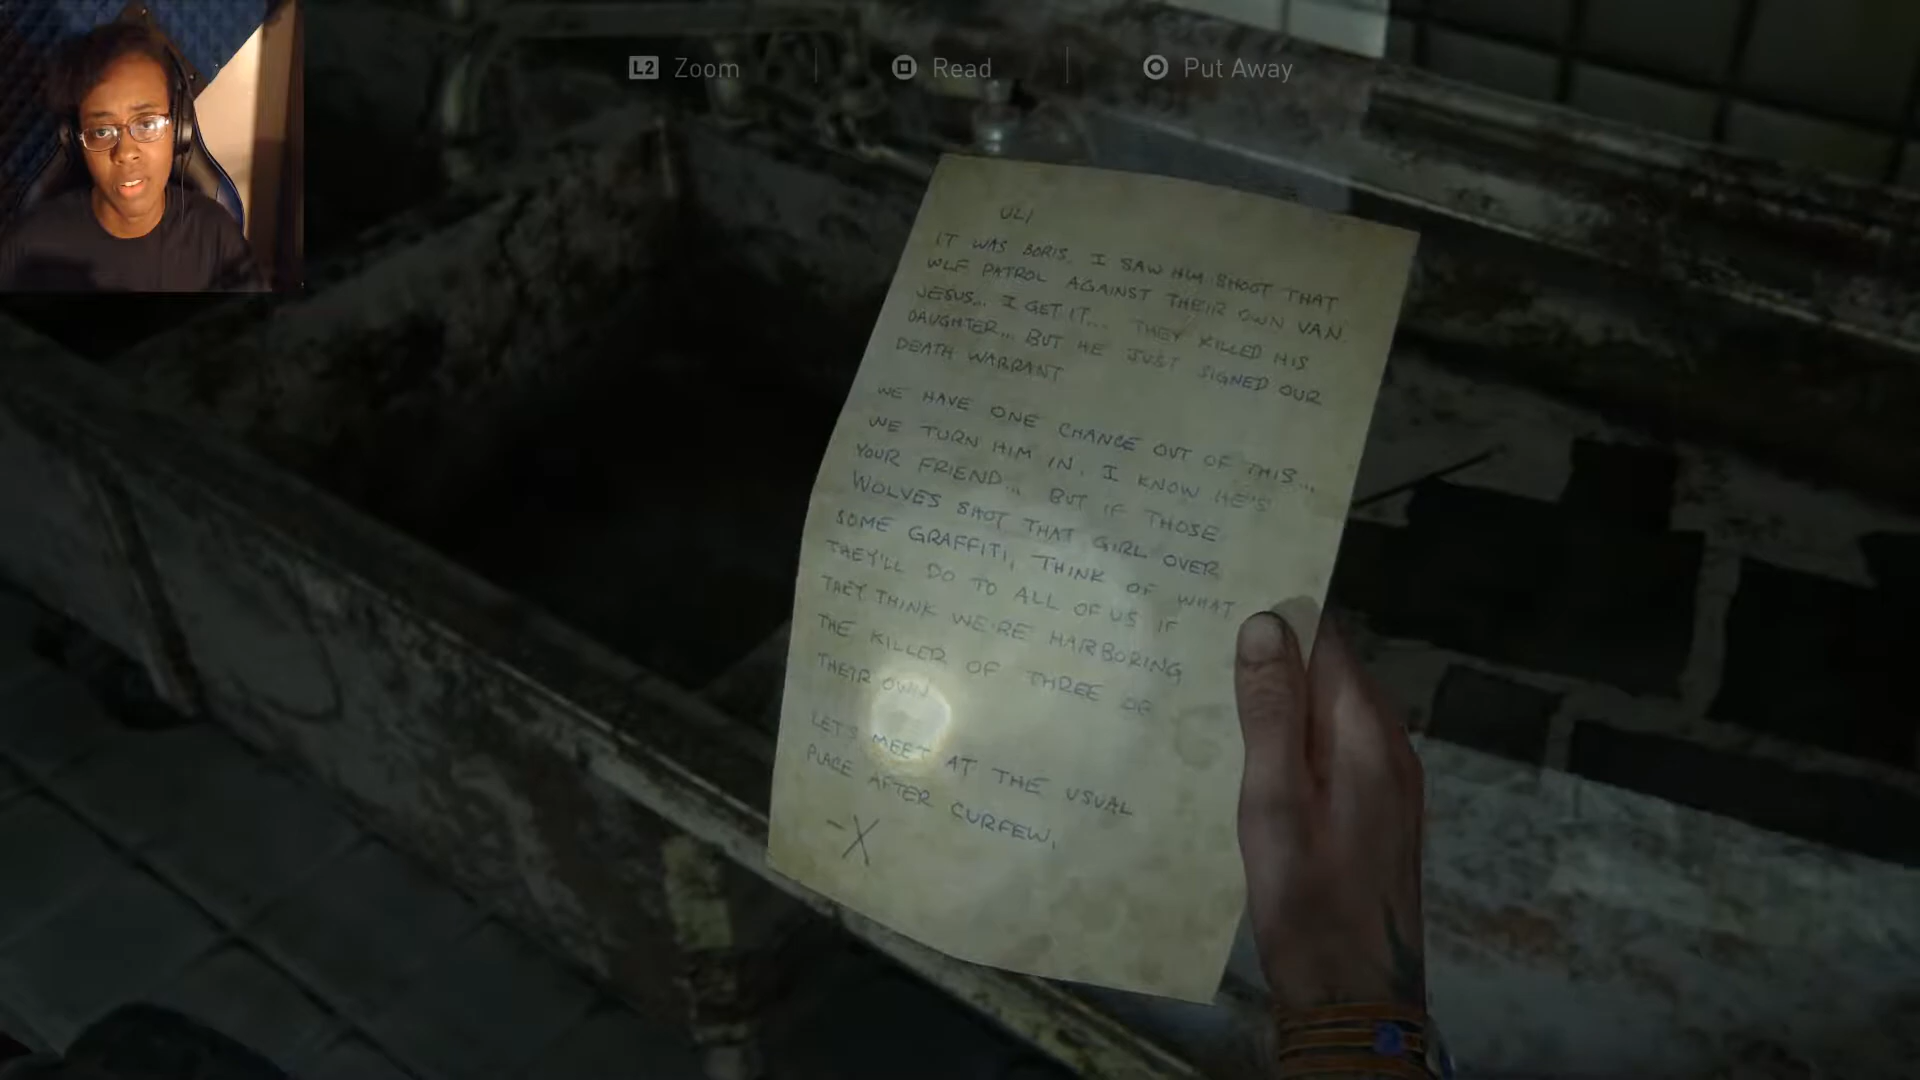 L2 Zoom
Read
Put Away
ULI
IT WAS BORIS. I SAW HIM SHOOT THAT
WLF PATROL AGAINST THEIR OWN VAN.
JESUS... I GET IT... THEY KILLED HIS
DAUGHTER... BUT HE JUST SIGNED OUR
DEATH WARRANT
WE HAVE ONE CHANCE OUT OF THIS...
WE TURN HIM IN. I KNOW HE'S
YOUR FRIEND... BUT IF THOSE
WOLVES SHOT THAT GIRL OVER
SOME GRAFFITI, THINK OF WHAT
THEY'LL DO TO ALL OF US IF
THEY THINK WE'RE HARBORING
THE KILLER OF THREE OF
THEIR OWN
LET'S MEET AT THE USUAL
PLACE AFTER CURFEW.
-X